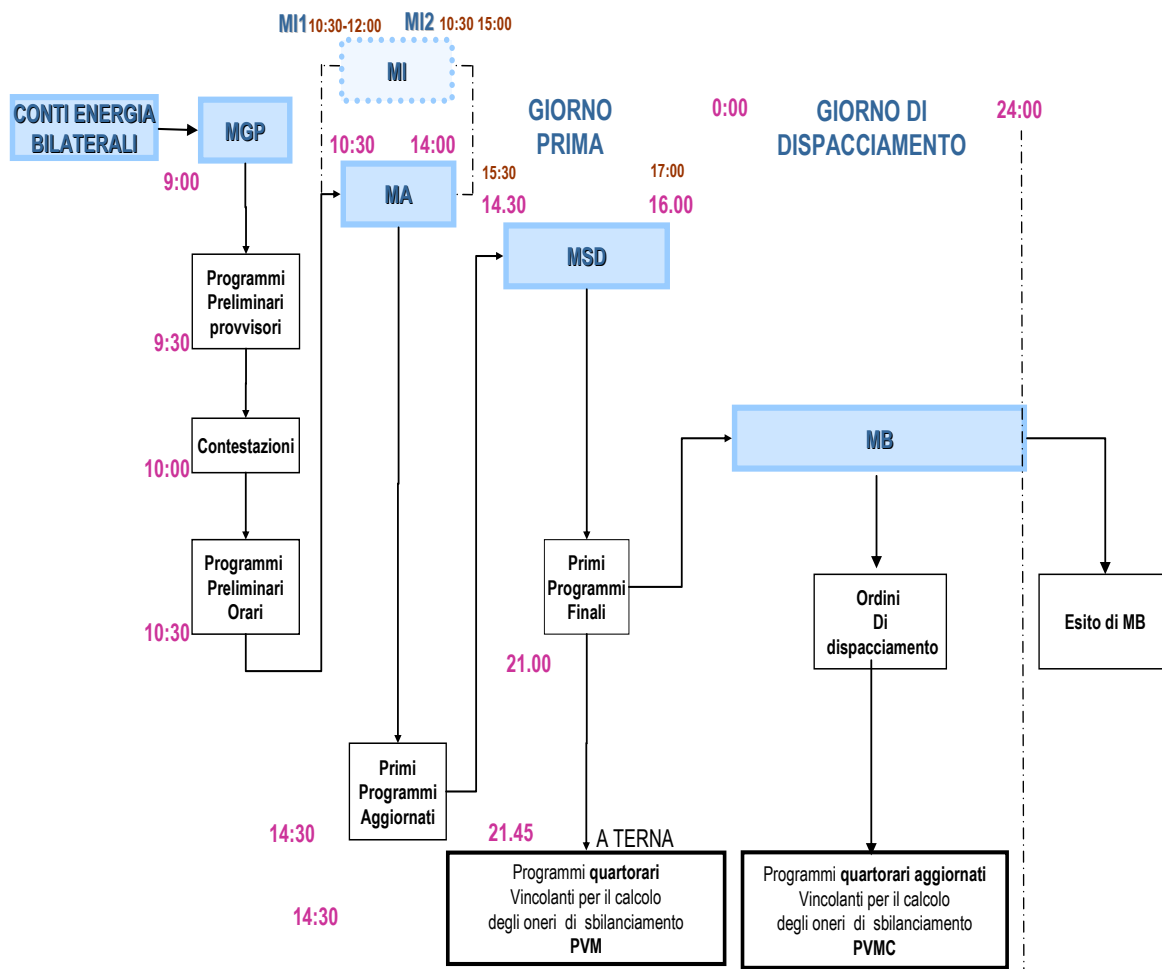 MI1 10:30-12:00
MI2 10:30 15:00
MI
CONTI ENERGIA
BILATERALI
MGP
9:00
10:30
14:00
MA
GIORNO
PRIMA
0:00
GIORNO DI
DISPACCIAMENTO
24:00
15:30
17:00
14.30
16.00
MSD
Programmi
Preliminari
provvisori
9:30
Contestazioni
10:00
MB
Programmi
Preliminari
Orari
10:30
Primi
Programmi
Finali
21.00
Ordini
Di
dispacciamento
Esito di MB
Primi
Programmi
Aggiornati
14:30
21.45
A TERNA
Programmi quartorari
Vincolanti per il calcolo
degli oneri di sbilanciamento
PVM
Programmi quartorari aggiornati
Vincolanti per il calcolo
degli oneri di sbilanciamento
PVMC
14:30